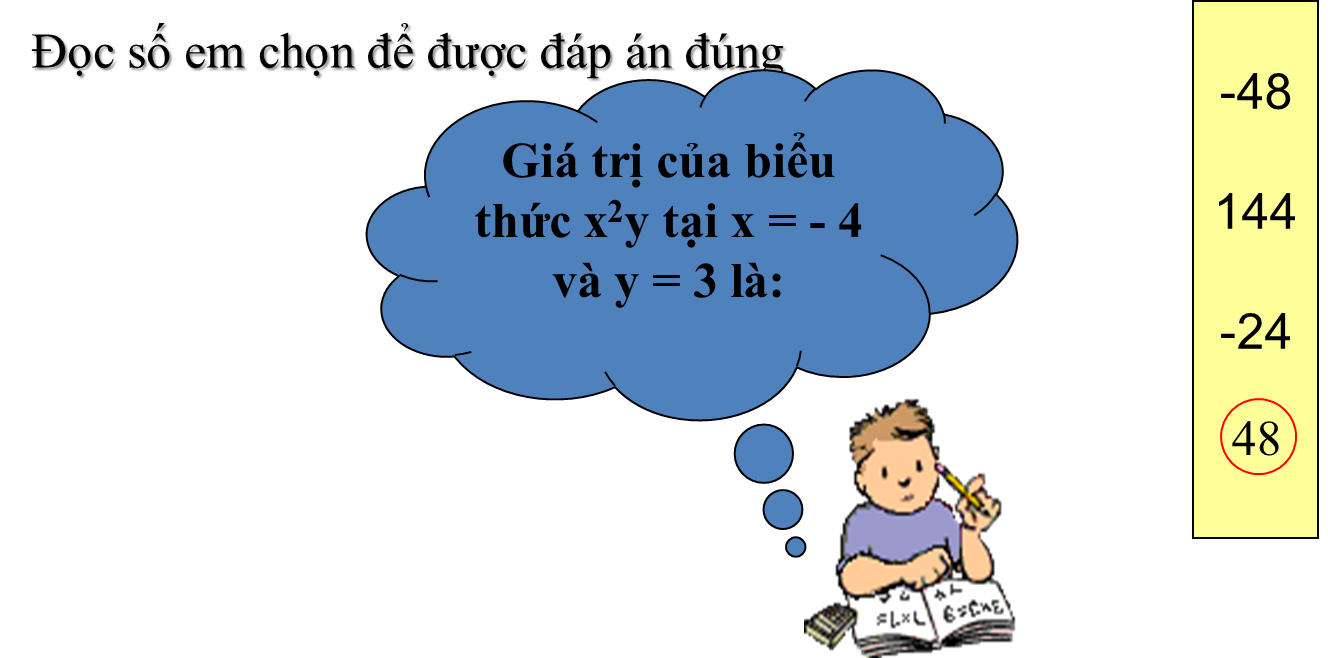 Đọc số em chọn để được đáp án đúng
Giá trị của biểu
thức x²y tại x = - 4
và y = 3 là:
-48
144
-24
48